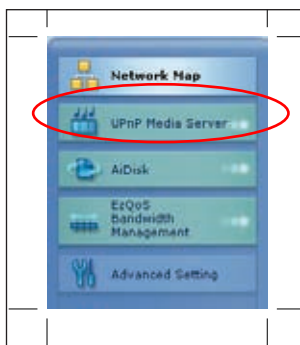 Network Map
UPnP Media Server
AiDisk
EzQoS
Bandwidth
Management
Advanced Setting